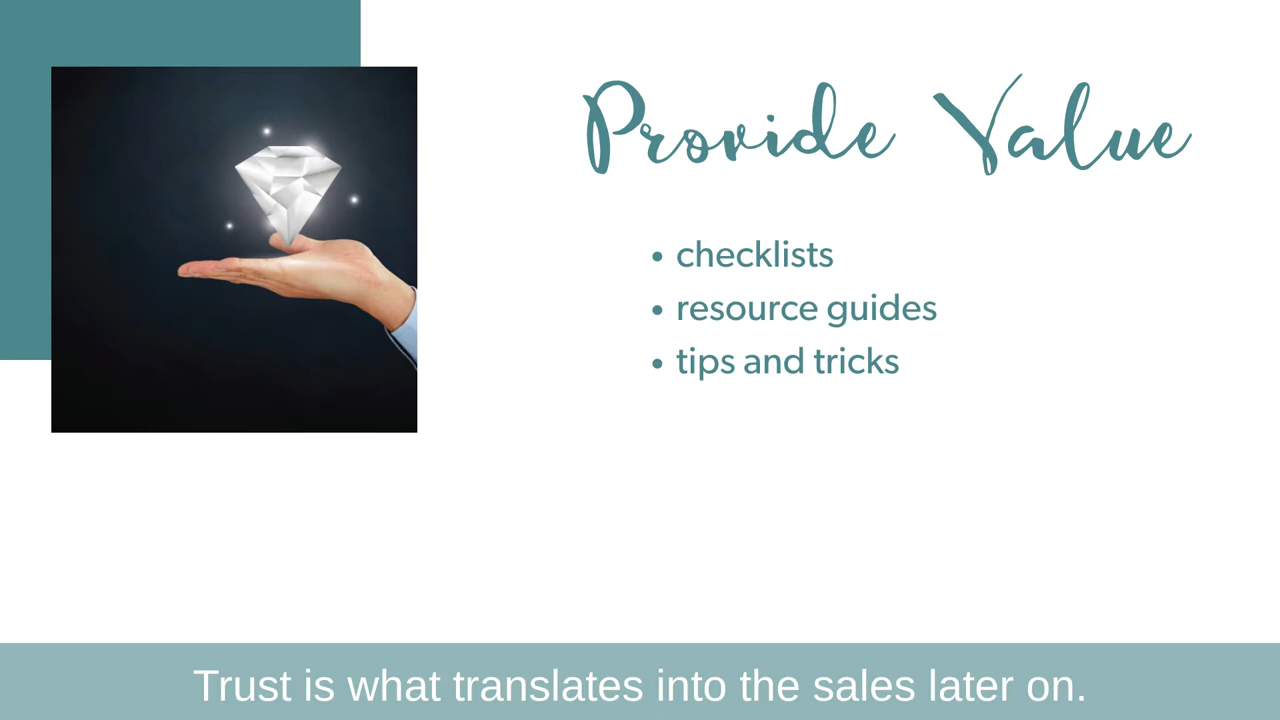 Provide Value
• checklists
• resource guides
• tips and tricks
Trust is what translates into the sales later on.